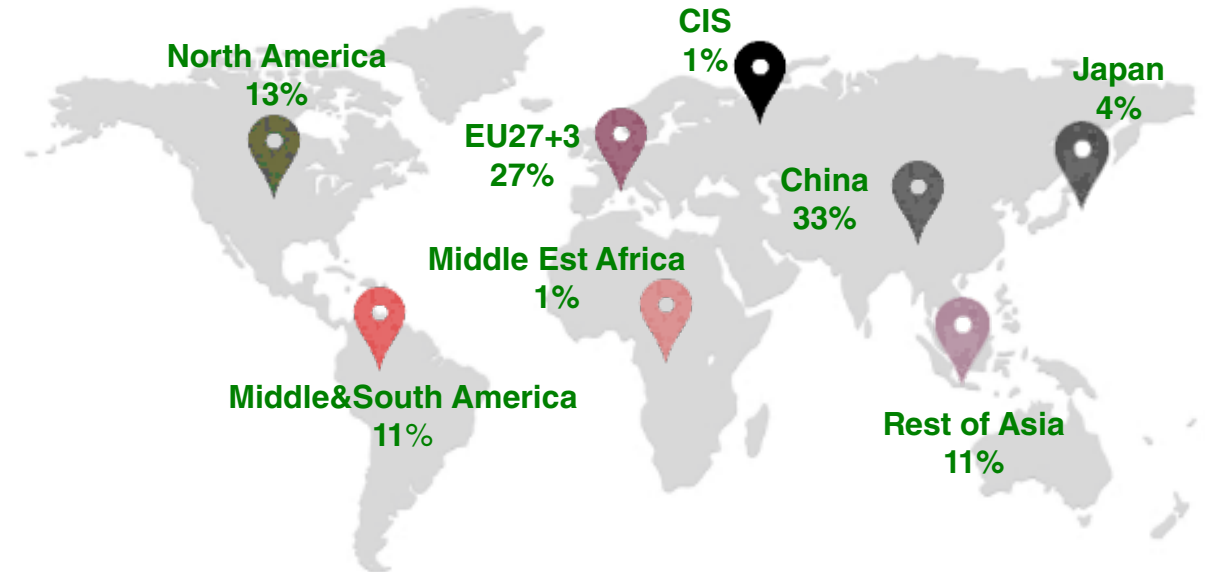 CIS
1%
North America
13%
Japan
4%
EU27+3
27%
China
33%
Middle Est Africa
1%
Middle&South America
11%
Rest of Asia
11%